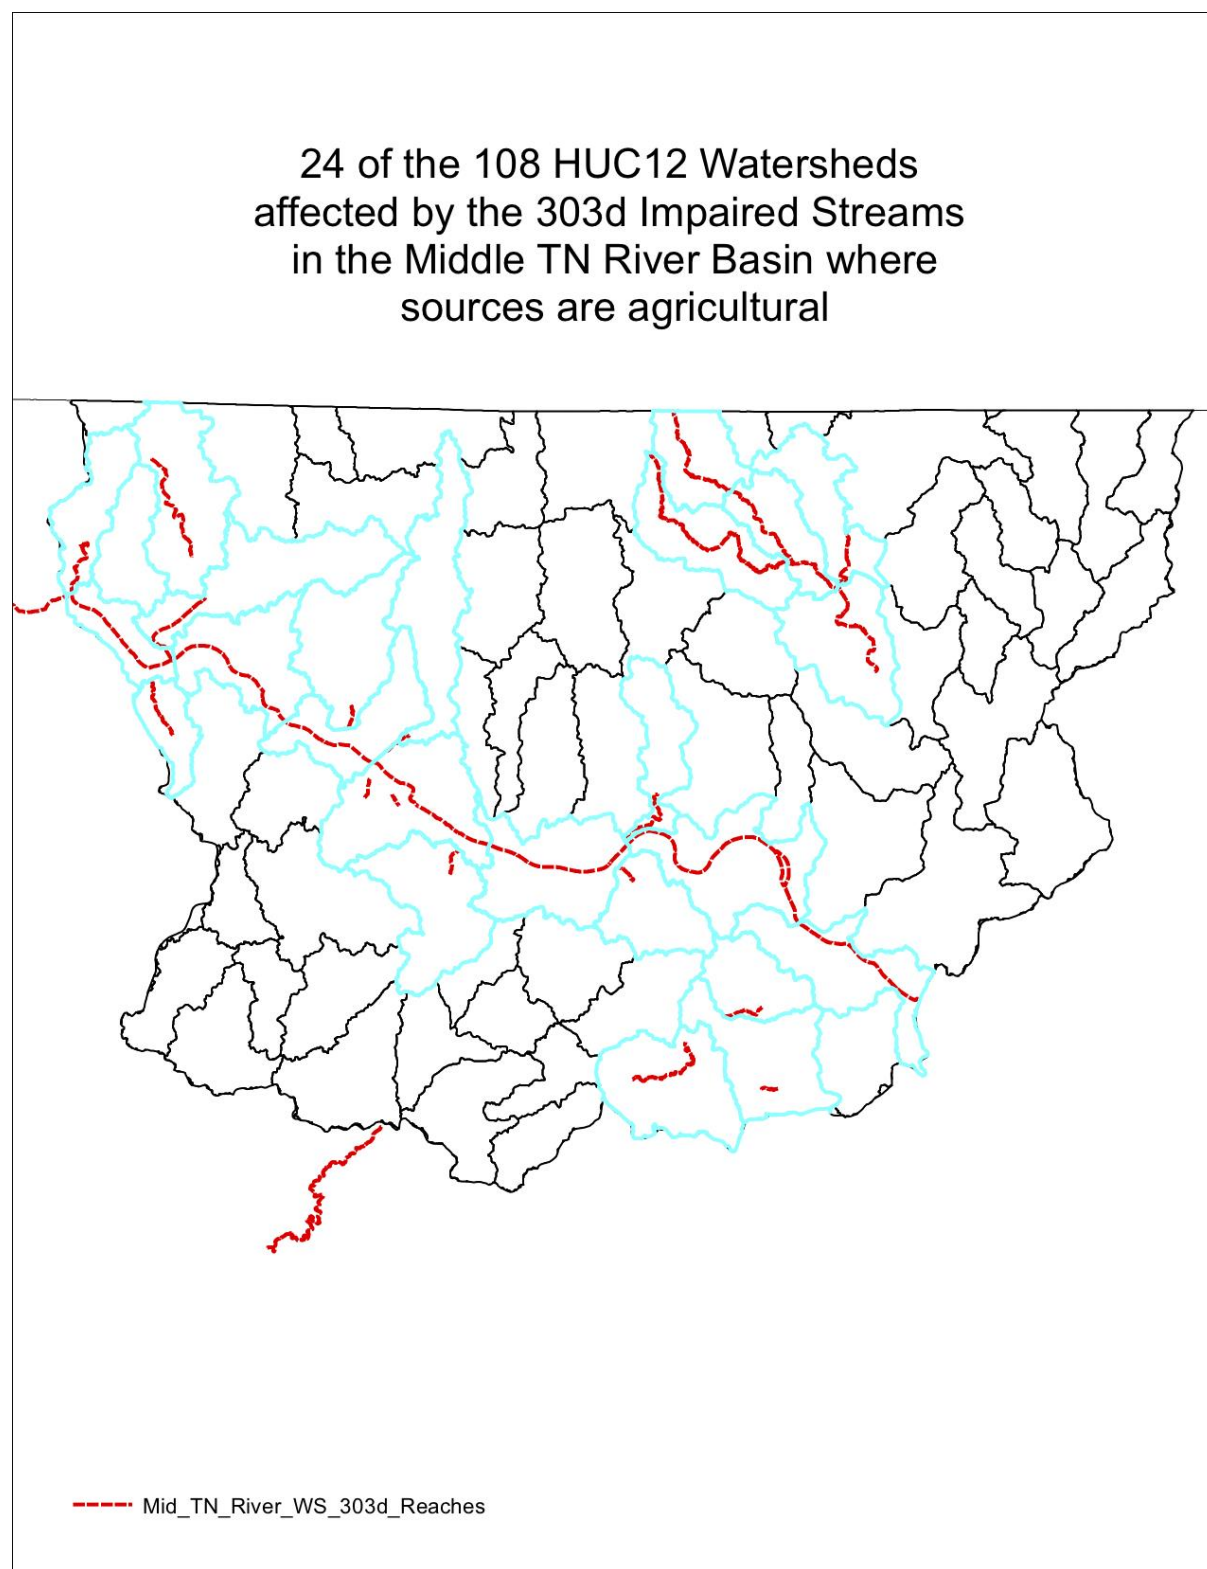 24 of the 108 HUC12 Watersheds
affected by the 303d Impaired Streams
in the Middle TN River Basin where
sources are agricultural
Mid_TN_River_WS_303d_Reaches